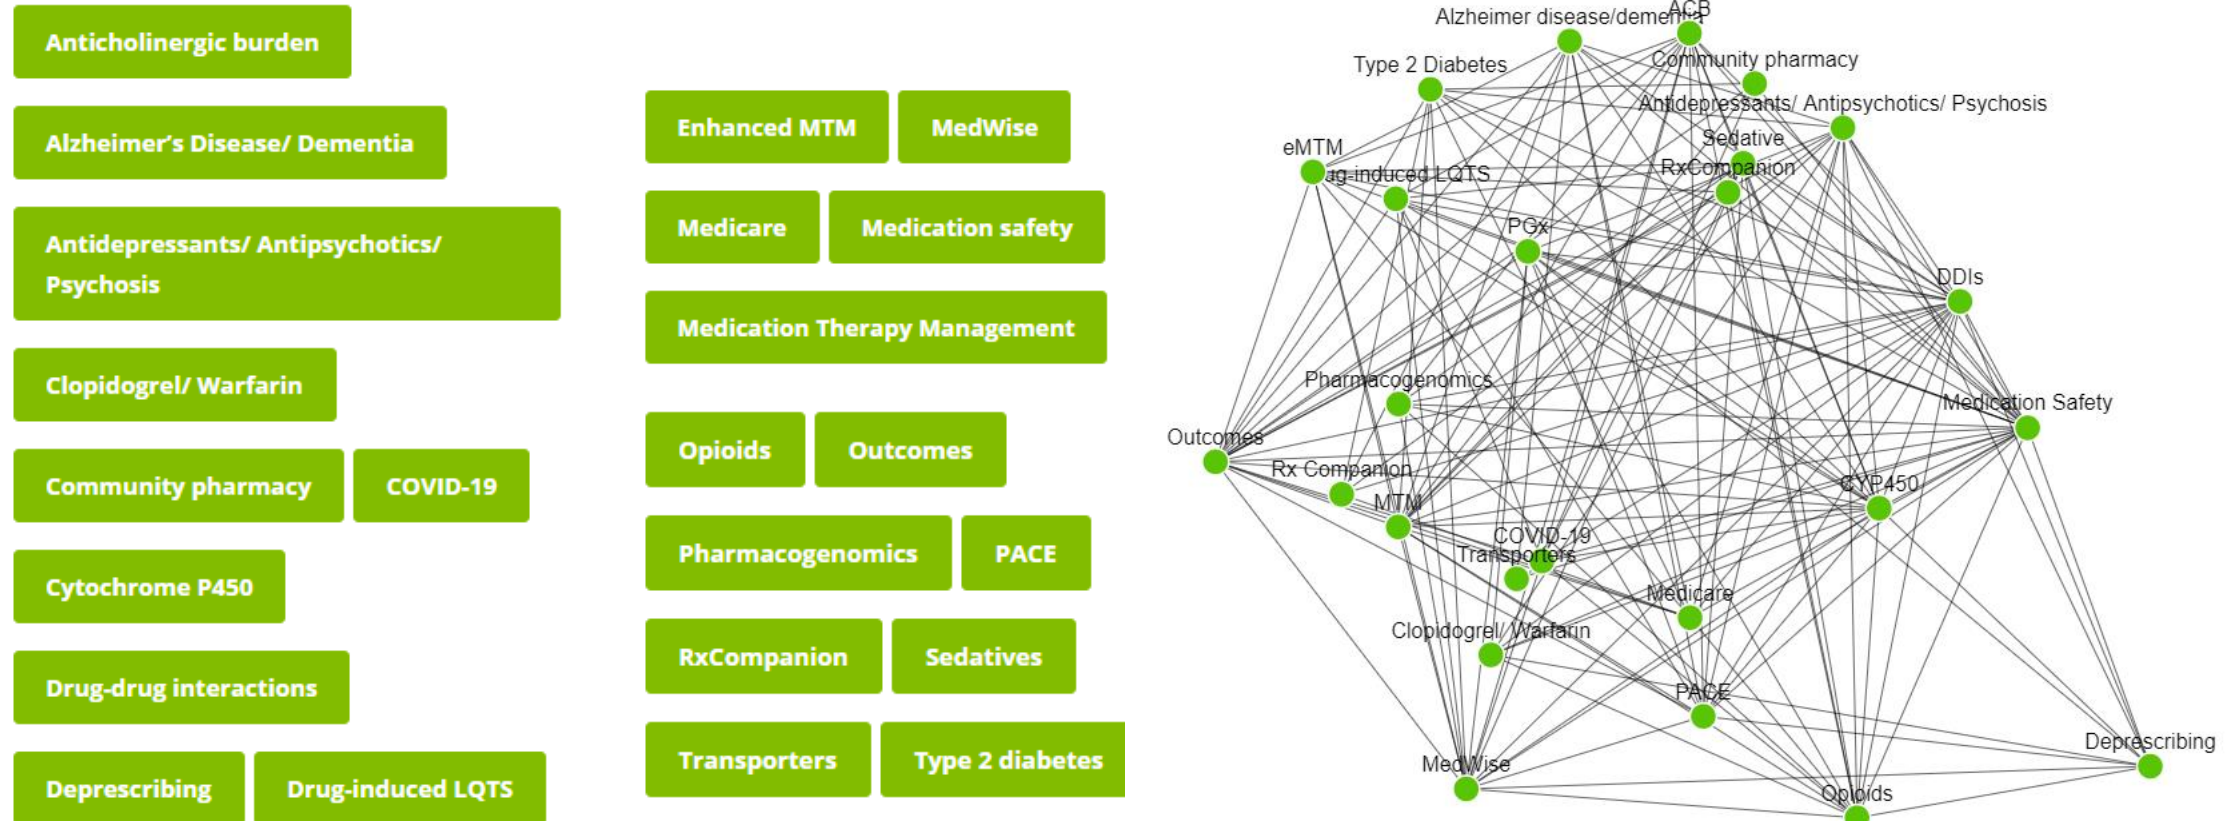 Anticholinergic burden
Alzheimer’s Disease/ Dementia
Antidepressants/ Antipsychotics/
Psychosis
Clopidogrel/ Warfarin
Community pharmacy
COVID-19
Cytochrome P450
Drug-drug interactions
Deprescribing
Drug-induced LQTS
Enhanced MTM
MedWise
Medicare
Medication safety
Medication Therapy Management
Opioids
Outcomes
Pharmacogenomics
PACE
RxCompanion
Sedatives
Transporters
Type 2 diabetes
ACB
Alzheimer disease/dementia
Community pharmacy
Type 2 Diabetes
Antidepressants/ Antipsychotics/ Psychosis
Sedative
eMTM
RxCompanion
ug-induced LQTS
PGx
DDIs
Pharmacogenomics
Medication Safety
Outcomes
Rx Companion
CYP450
MTM
COVID-19
Transporters
Medicare
Clopidogrel/ Warfarin
PACE
Deprescribing
MedWise
Opioids